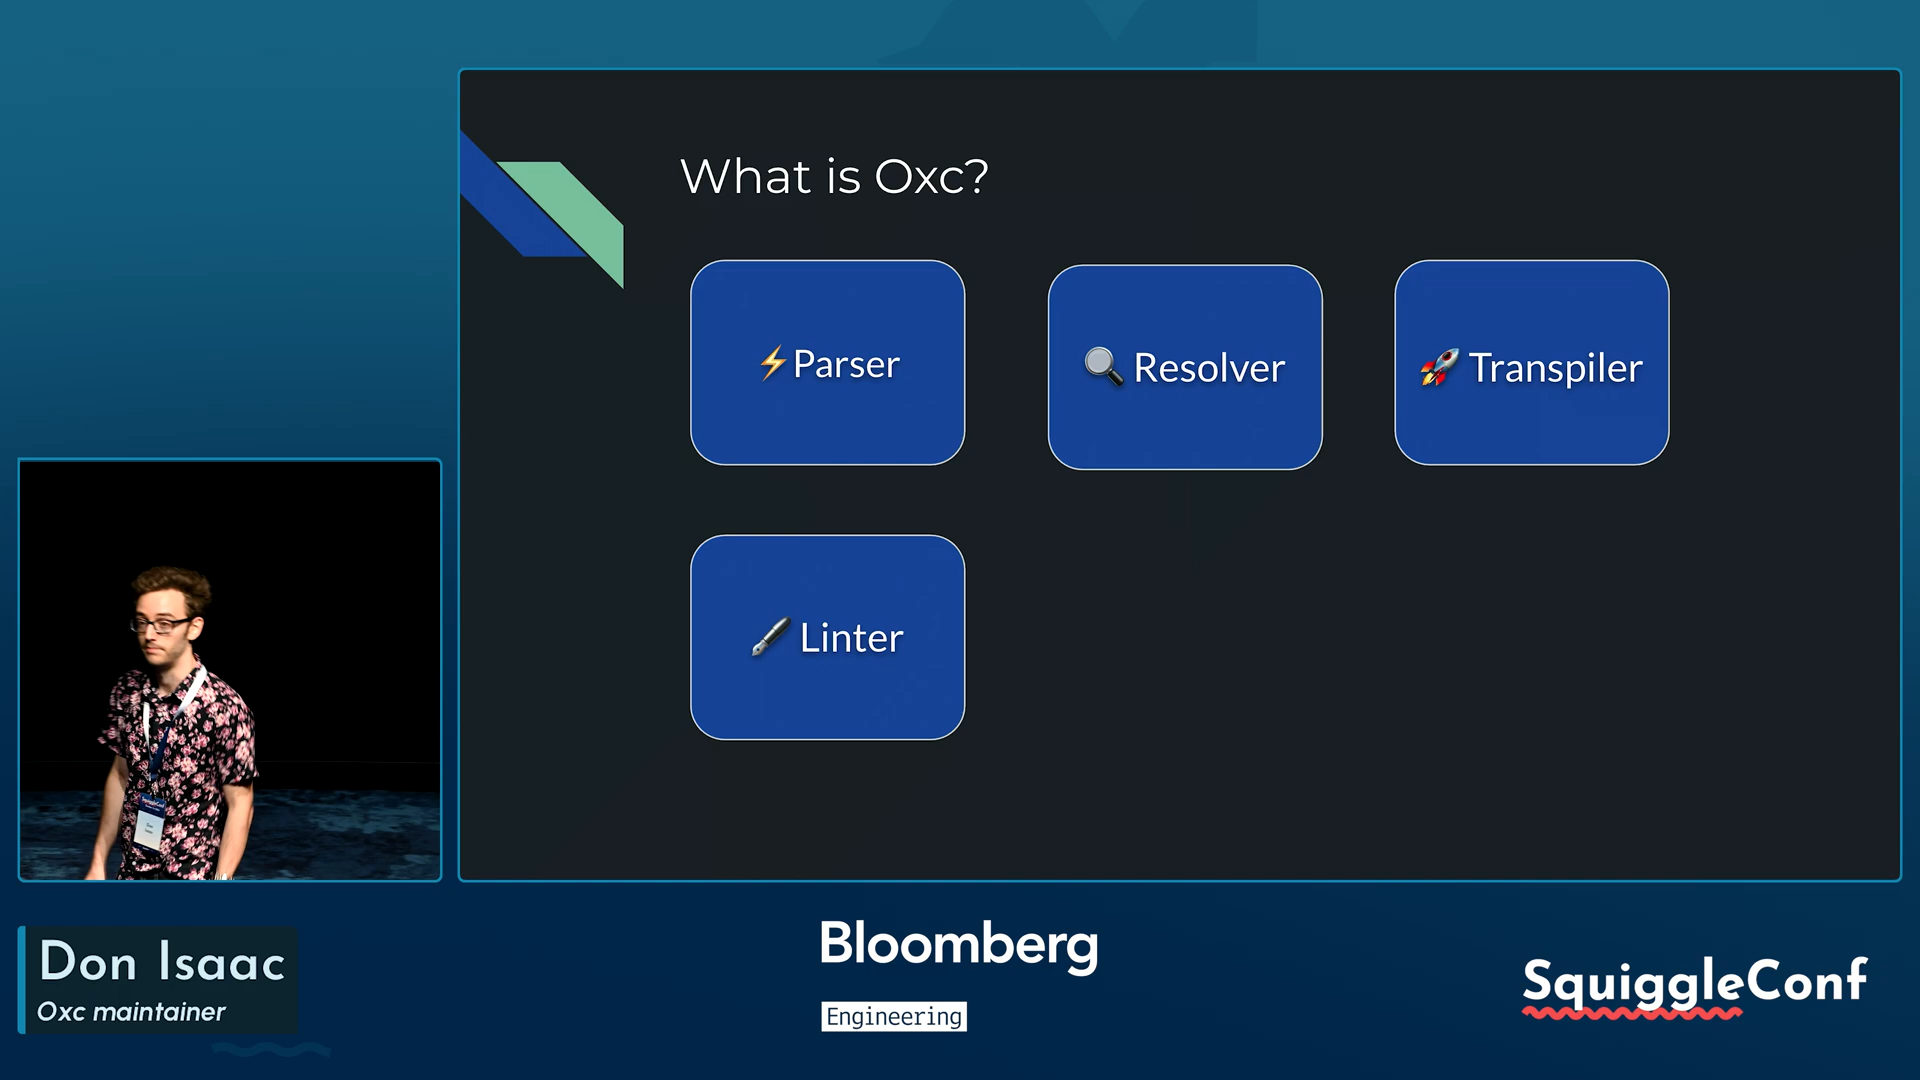 What is Oxc?
⚡Parser
🔍 Resolver
🚀 Transpiler
🖋️ Linter
Don Isaac
Oxc maintainer
Bloomberg
Engineering
SquiggleConf